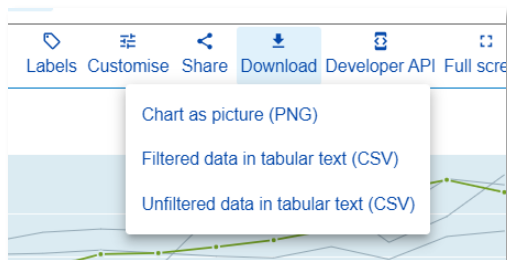 Labels Customise Share Download Developer API Full scre
Chart as picture (PNG)
Filtered data in tabular text (CSV)
Unfiltered data in tabular text (CSV)